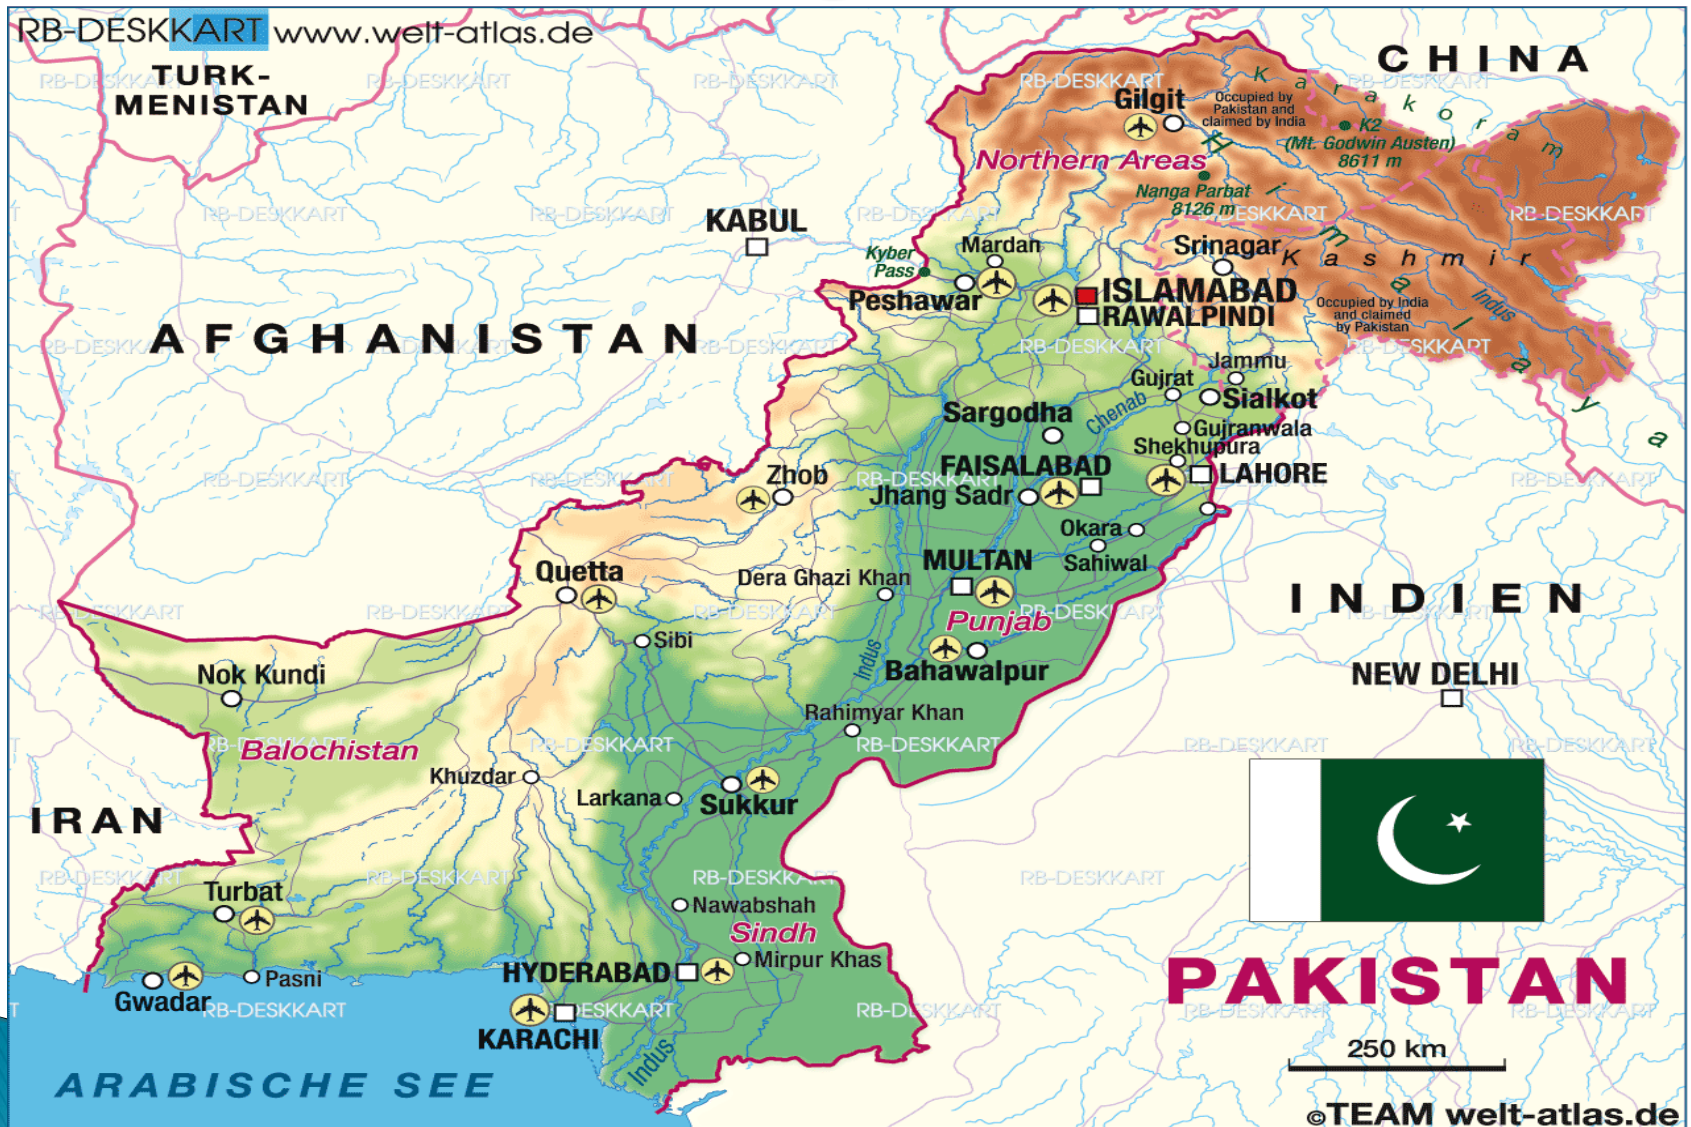 RB-DESKKART www.welt-atlas.de
TURK-
MENISTAN
CHINA
Karakoram
Gilgit
Occupied by
Pakistan and
claimed by India
K2
(Mt. Godwin Austen)
8611 m
Northern Areas
Nanga Parbat
8126 m
Himalaya
KABUL
Kyber
Pass
Mardan
Srinagar
Kashmir
Peshawar
ISLAMABAD
RAWALPINDI
Occupied by India
and claimed
by Pakistan
Indus
AFGHANISTAN
Jammu
Gujrat
Sialkot
Chenab
Sargodha
Gujranwala
Shekhupura
FAISALABAD
LAHORE
Zhob
Jhang Sadr
Okara
Sahiwal
MULTAN
Quetta
Dera Ghazi Khan
INDIEN
Punjab
Sibi
Indus
Bahawalpur
Nok Kundi
NEW DELHI
Rahimyar Khan
Balochistan
Khuzdar
Larkana
Sukkur
IRAN
Turbat
Nawabshah
Sindh
Mirpur Khas
HYDERABAD
Pasni
Gwadar
KARACHI
PAKISTAN
Indus
250 km
ARABISCHE SEE
©TEAM welt-atlas.de
RB-DESKKART